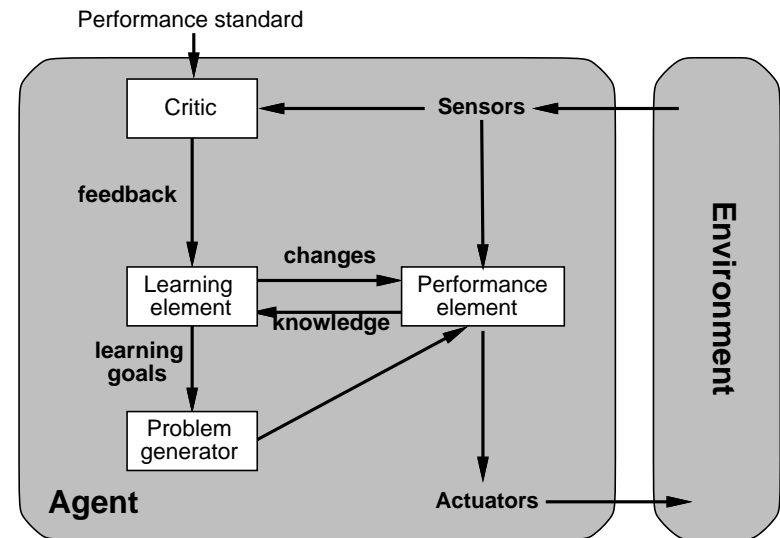 Performance standard
Critic
Sensors
feedback
changes
Learning
element
Performance
element
knowledge
learning
goals
Problem
generator
Agent
Actuators
Environment